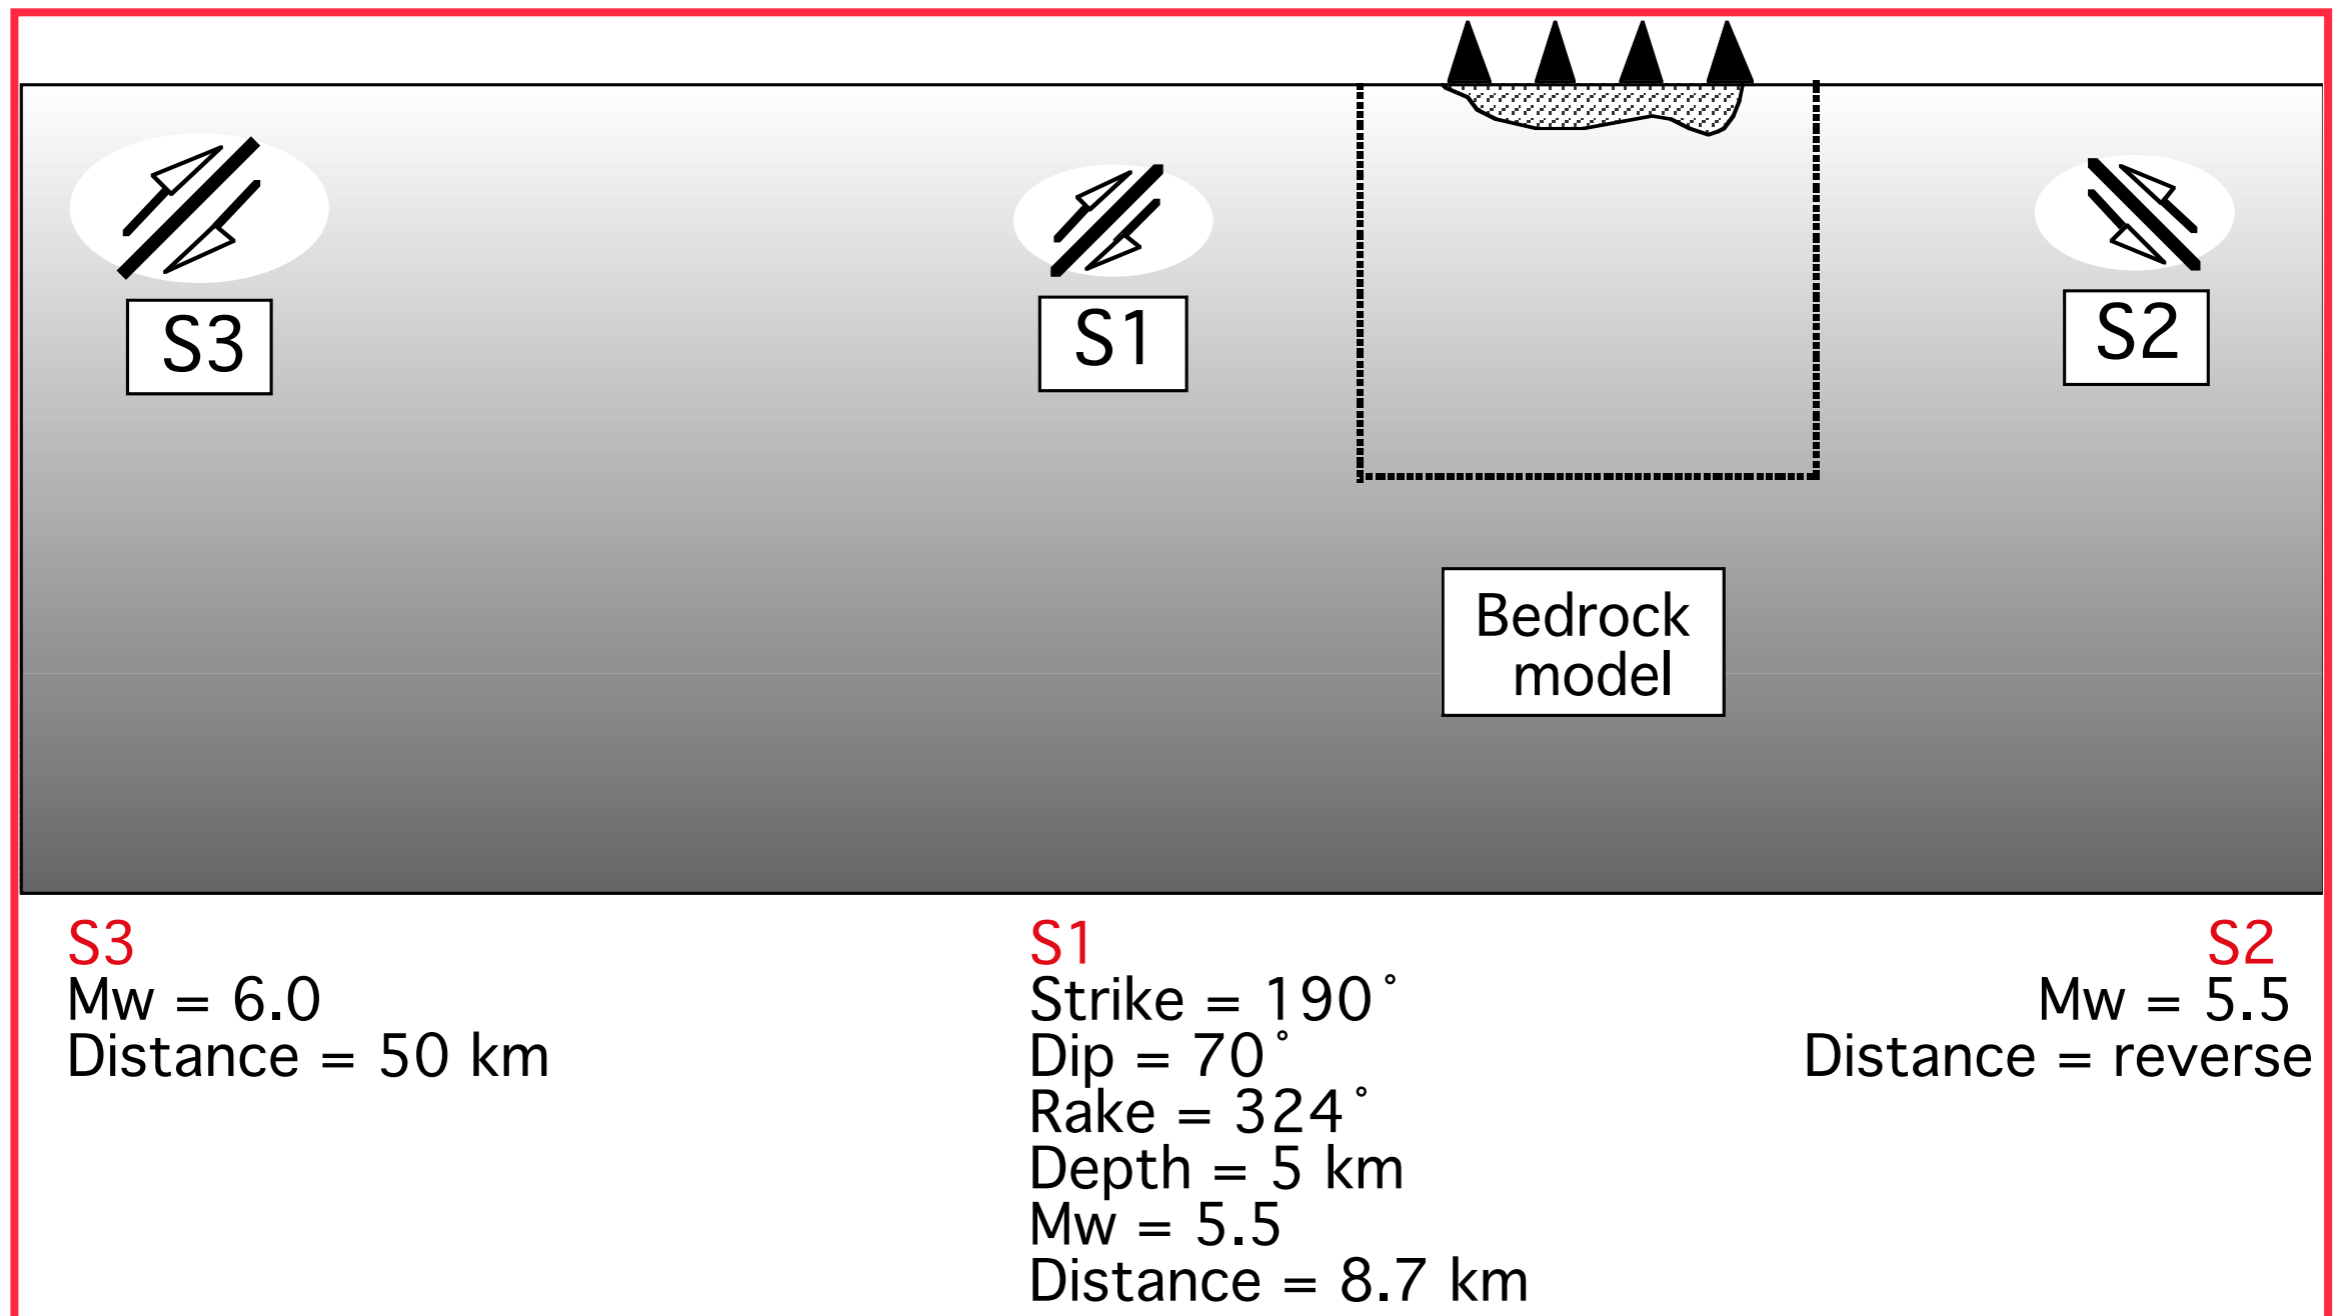 S3
S1
S2
Bedrock
model
S3
Mw = 6.0
Distance = 50 km
S1
Strike = 190˚
Dip = 70˚
Rake = 324˚
Depth = 5 km
Mw = 5.5
Distance = 8.7 km
S2
Mw = 5.5
Distance = reverse